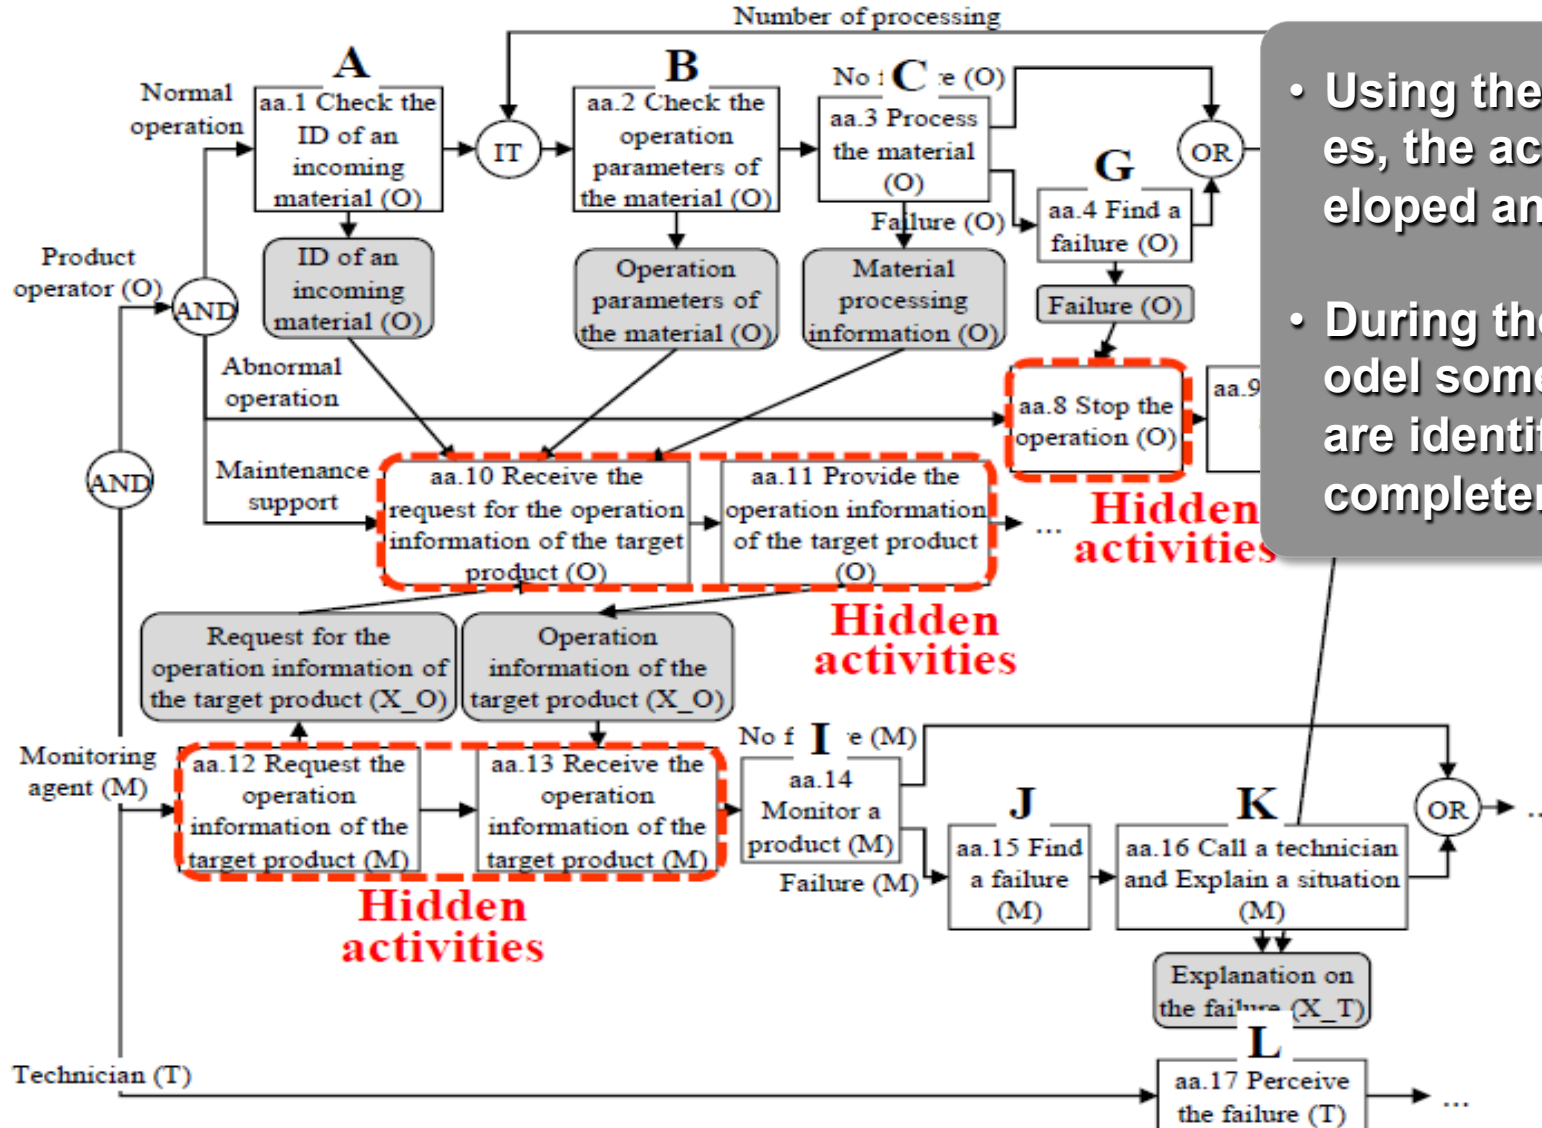 Number of processing
A
B
C
No
e (O)
Normal
operation
aa.1 Check the
ID of an
incoming
material (O)
IT
aa.2 Check the
operation
parameters of
the material (O)
aa.3 Process
the material
(O)
OR
G
Failure (O)
aa.4 Find a
failure (O)
Product
operator (O)
AND
ID of an
incoming
material (O)
Operation
parameters of
the material (O)
Material
processing
information (O)
Failure (O)
Abnormal
operation
aa.8 Stop the
operation (O)
aa.9
AND
Maintenance
support
aa.10 Receive the
request for the operation
information of the target
product (O)
aa.11 Provide the
operation information
of the target product
(O)
...
Hidden
activities
Hidden
activities
Request for the
operation information of
the target product (X_O)
Operation
information of the
target product (X_O)
Monitoring
agent (M)
aa.12 Request the
operation
information of the
target product (M)
aa.13 Receive the
operation
information of the
target product (M)
No f
I
e (M)
aa.14
Monitor a
product (M)
Failure (M)
J
aa.15 Find
a failure
(M)
K
aa.16 Call a technician
and Explain a situation
(M)
OR
...
Hidden
activities
Explanation on
the failure (X_T)
L
Technician (T)
aa.17 Perceive
the failure (T)
...
• Using the
es, the ac
eloped an
• During the
odel some
are identif
completer